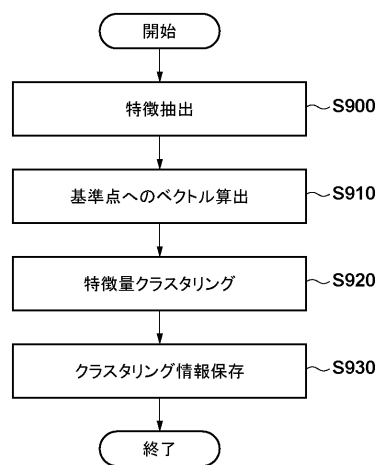 開始
特徴抽出
S900
基準点へのベクトル算出
S910
特徴量クラスタリング
S920
クラスタリング情報保存
S930
終了